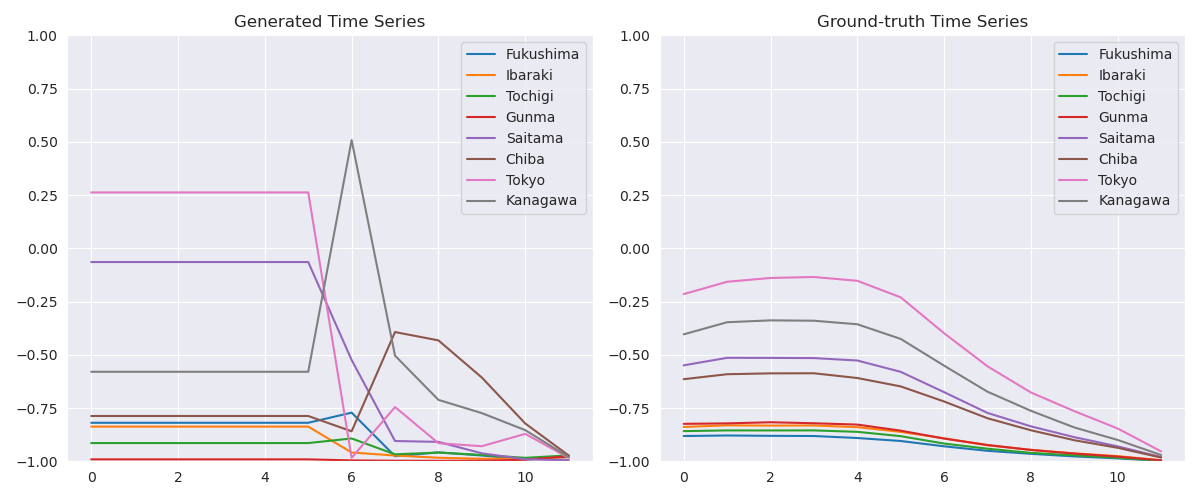 Generated Time Series
1.00
0.75
0.50
0.25
0.00
−0.25
−0.50
−0.75
−1.00
0 2 4 6 8 10
Fukushima
Ibaraki
Tochigi
Gunma
Saitama
Chiba
Tokyo
Kanagawa
Ground-truth Time Series
1.00
0.75
0.50
0.25
0.00
−0.25
−0.50
−0.75
−1.00
0 2 4 6 8 10
Fukushima
Ibaraki
Tochigi
Gunma
Saitama
Chiba
Tokyo
Kanagawa